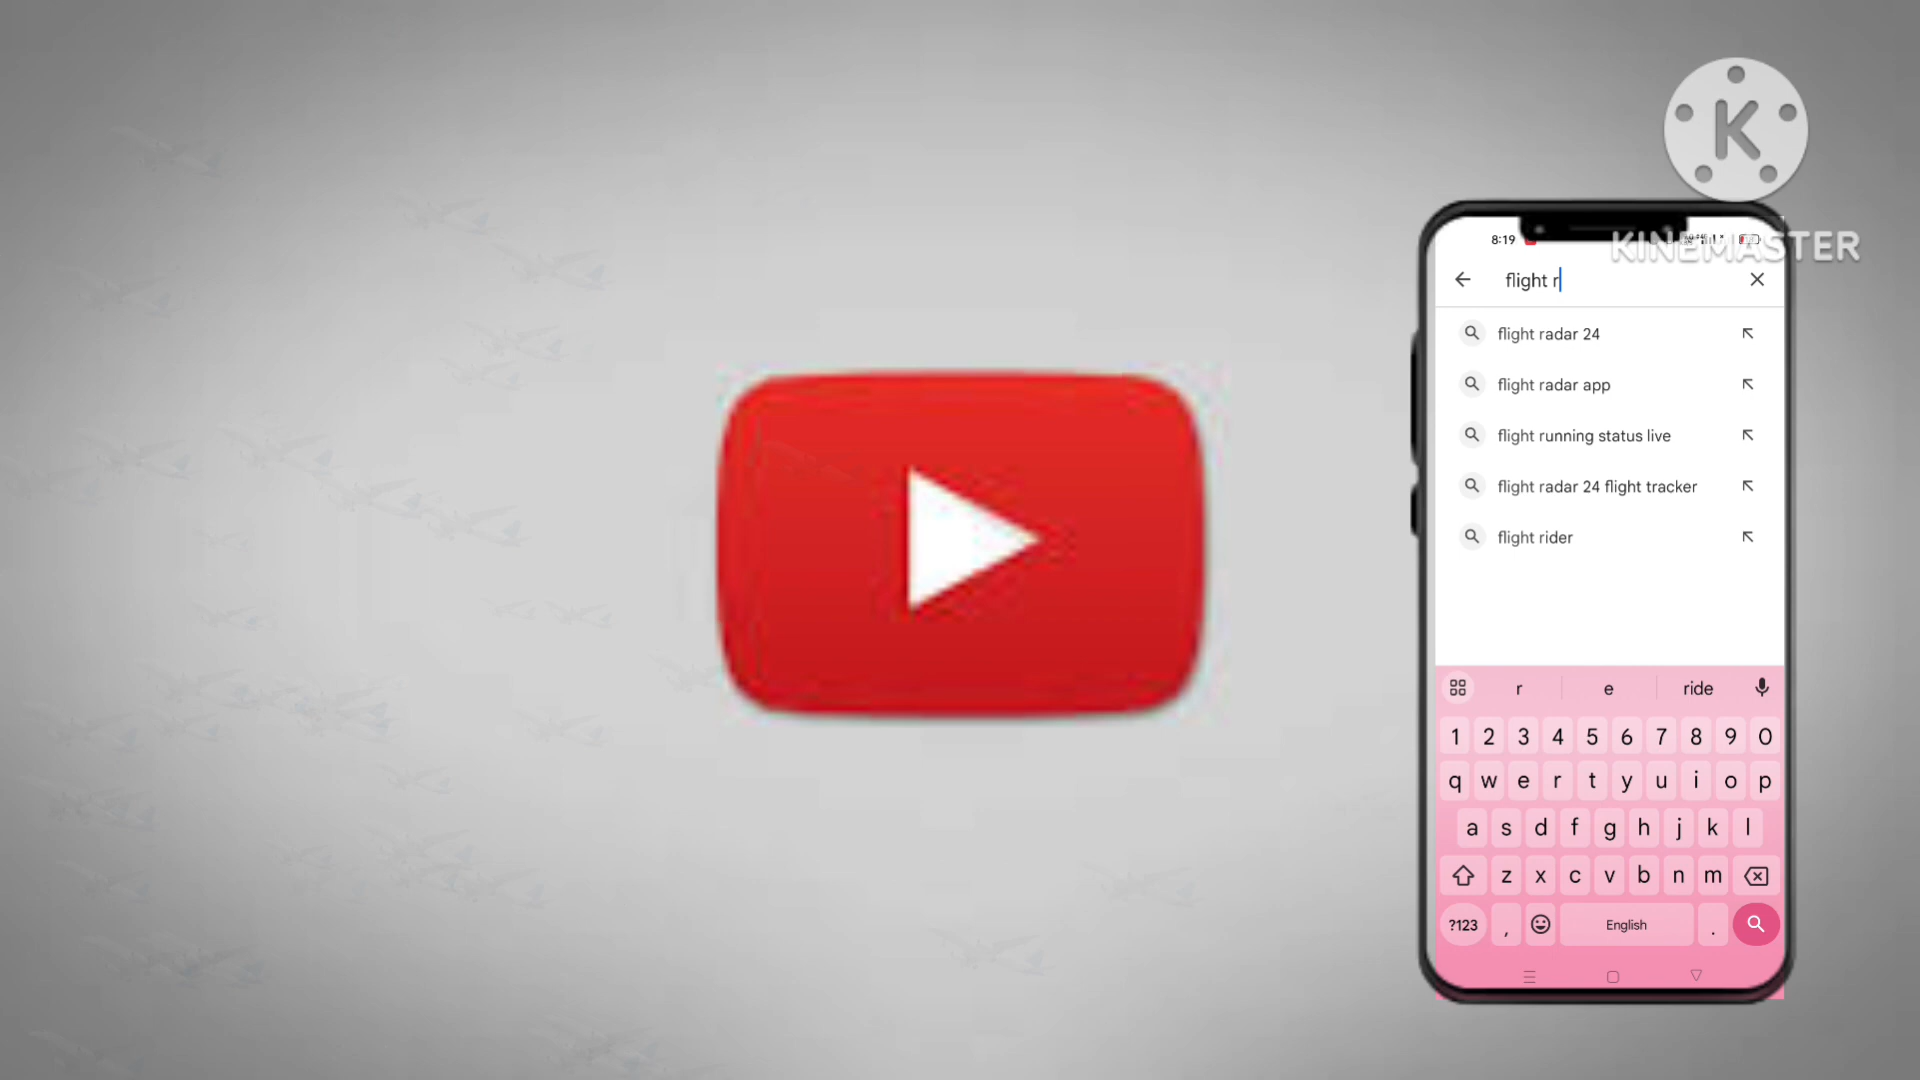 K
KINEMASTER
8:19
flight r
flight radar 24
flight radar app
flight running status live
flight radar 24 flight tracker
flight rider
r e ride
1 2 3 4 5 6 7 8 9 0
q w e r t y u i o p
a s d f g h j k l
z x c v b n m
?123 , English .